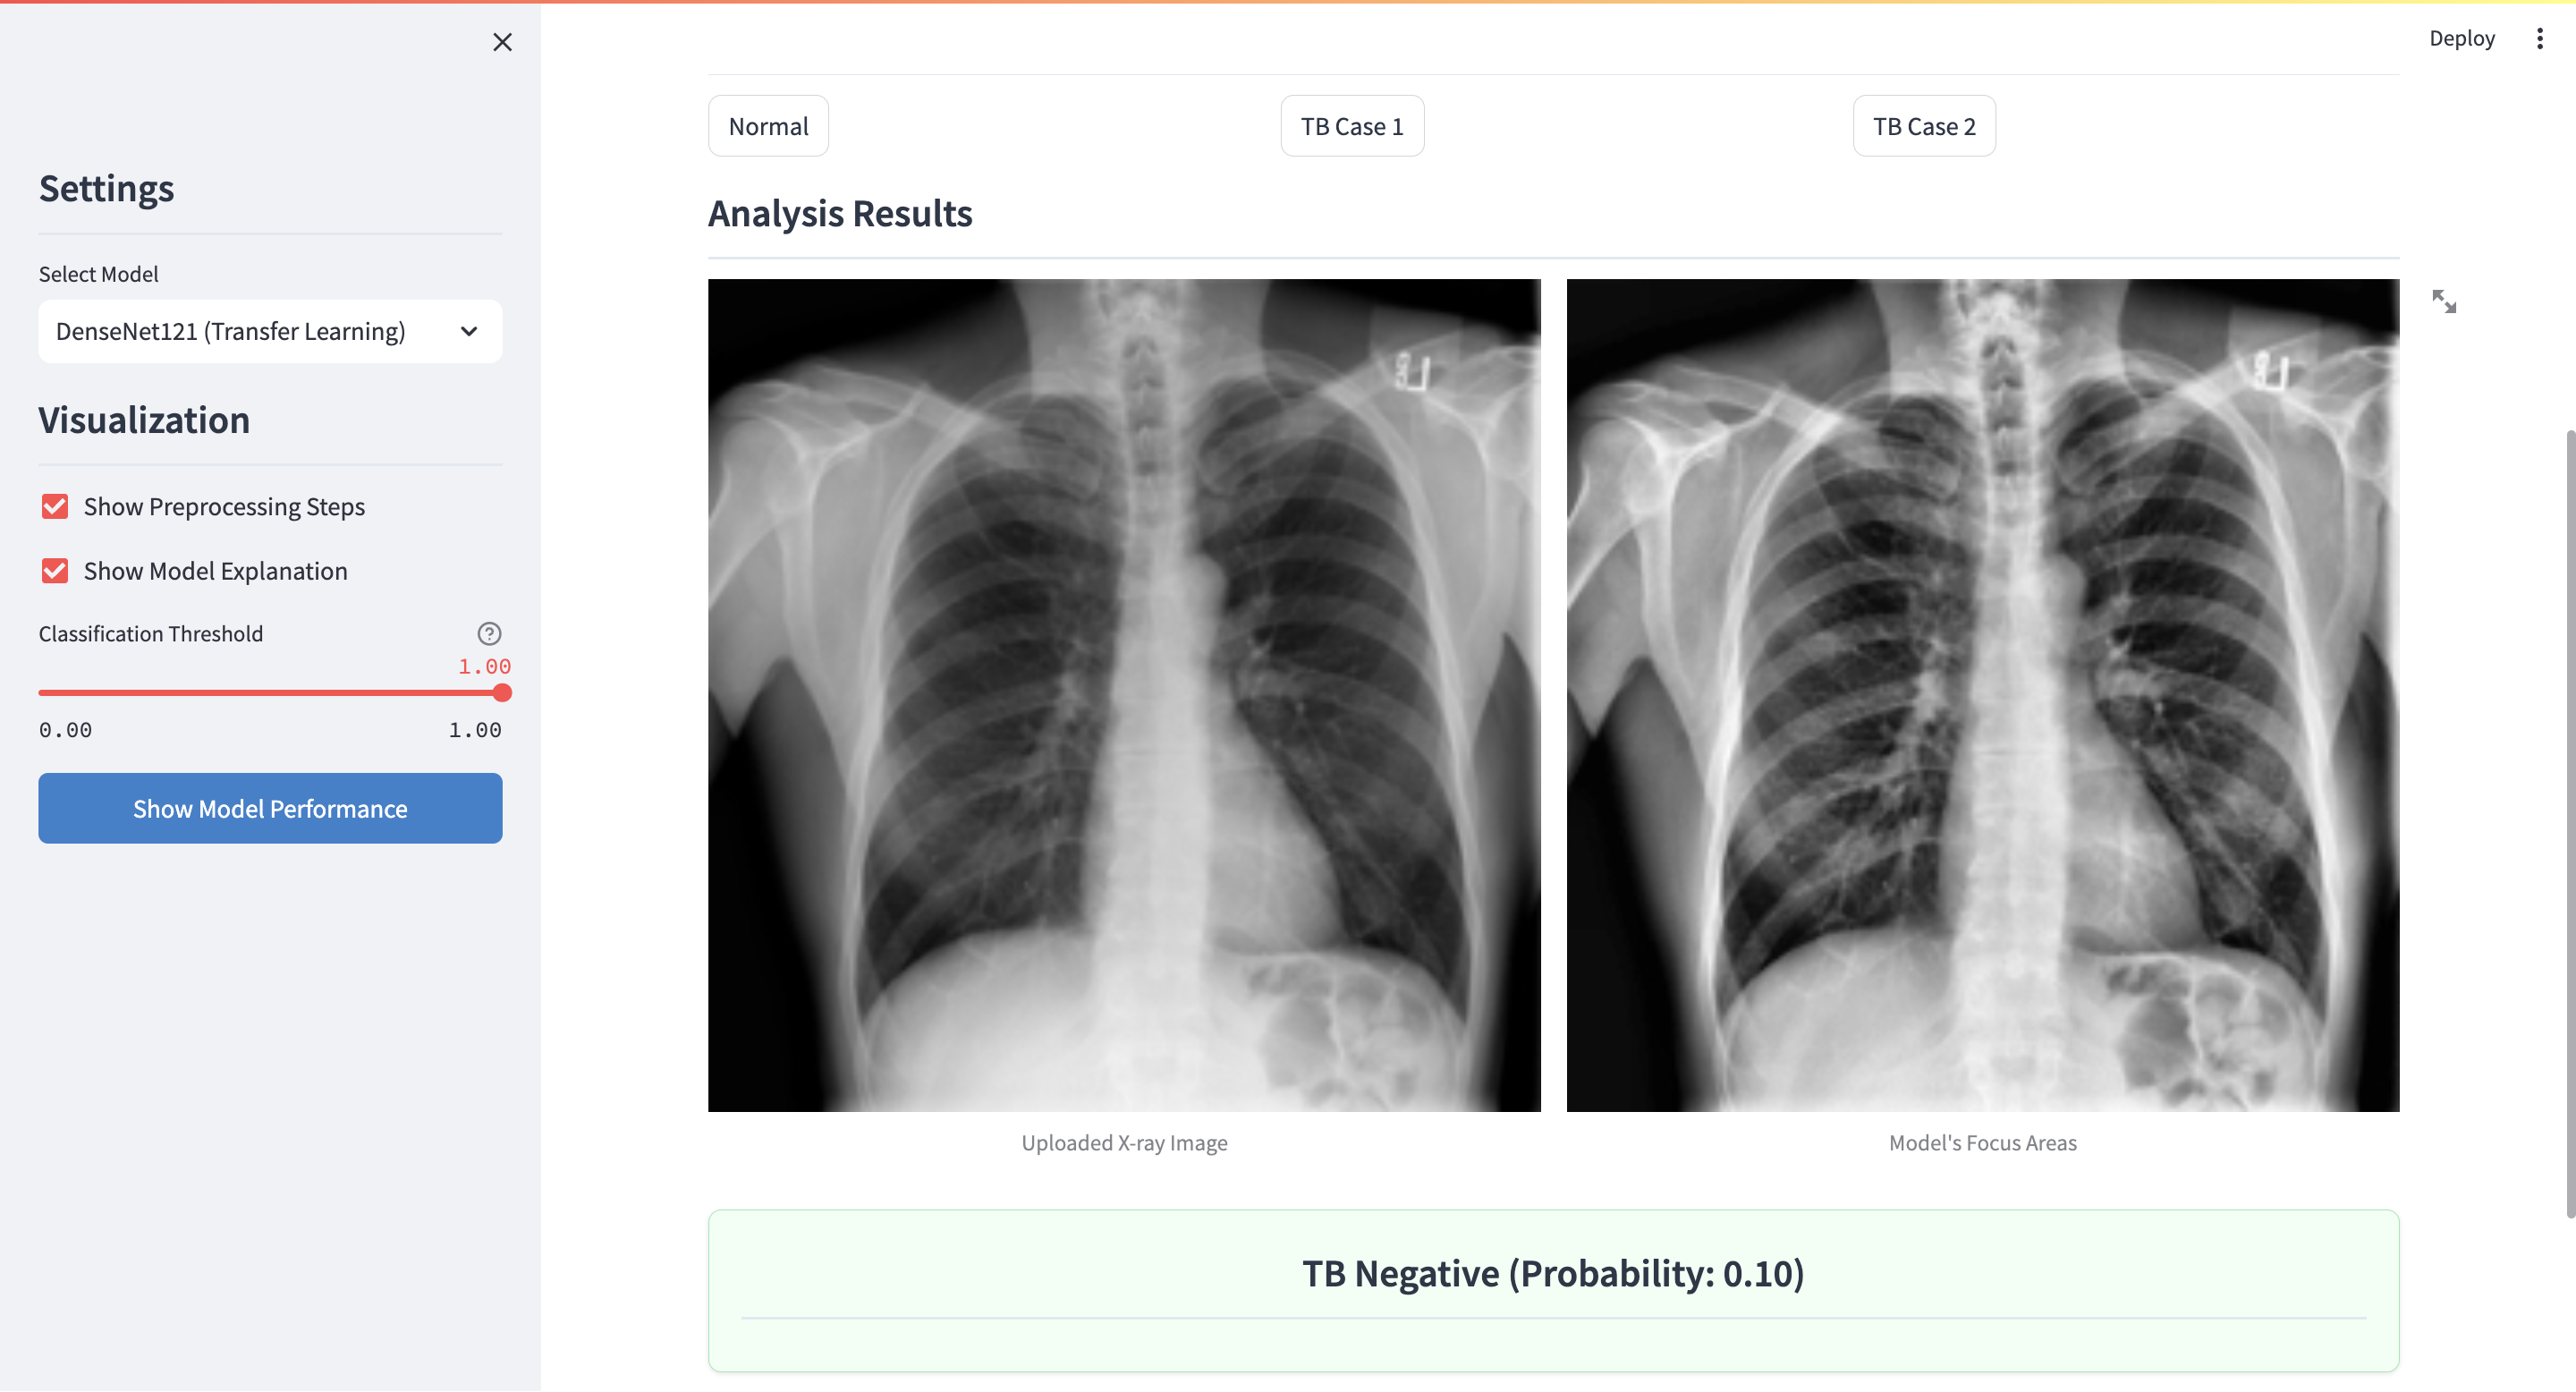 Deploy
Settings
Select Model
DenseNet121 (Transfer Learning)
Visualization
Show Preprocessing Steps
Show Model Explanation
Classification Threshold
1.00
0.00 1.00
Show Model Performance
Normal TB Case 1 TB Case 2
Analysis Results
L
L
Uploaded X-ray Image Model's Focus Areas
TB Negative (Probability: 0.10)